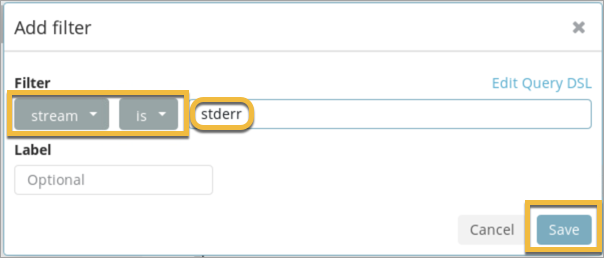 Add filter ×
Filter Edit Query DSL
stream is stderr
Label
Optional
Cancel Save